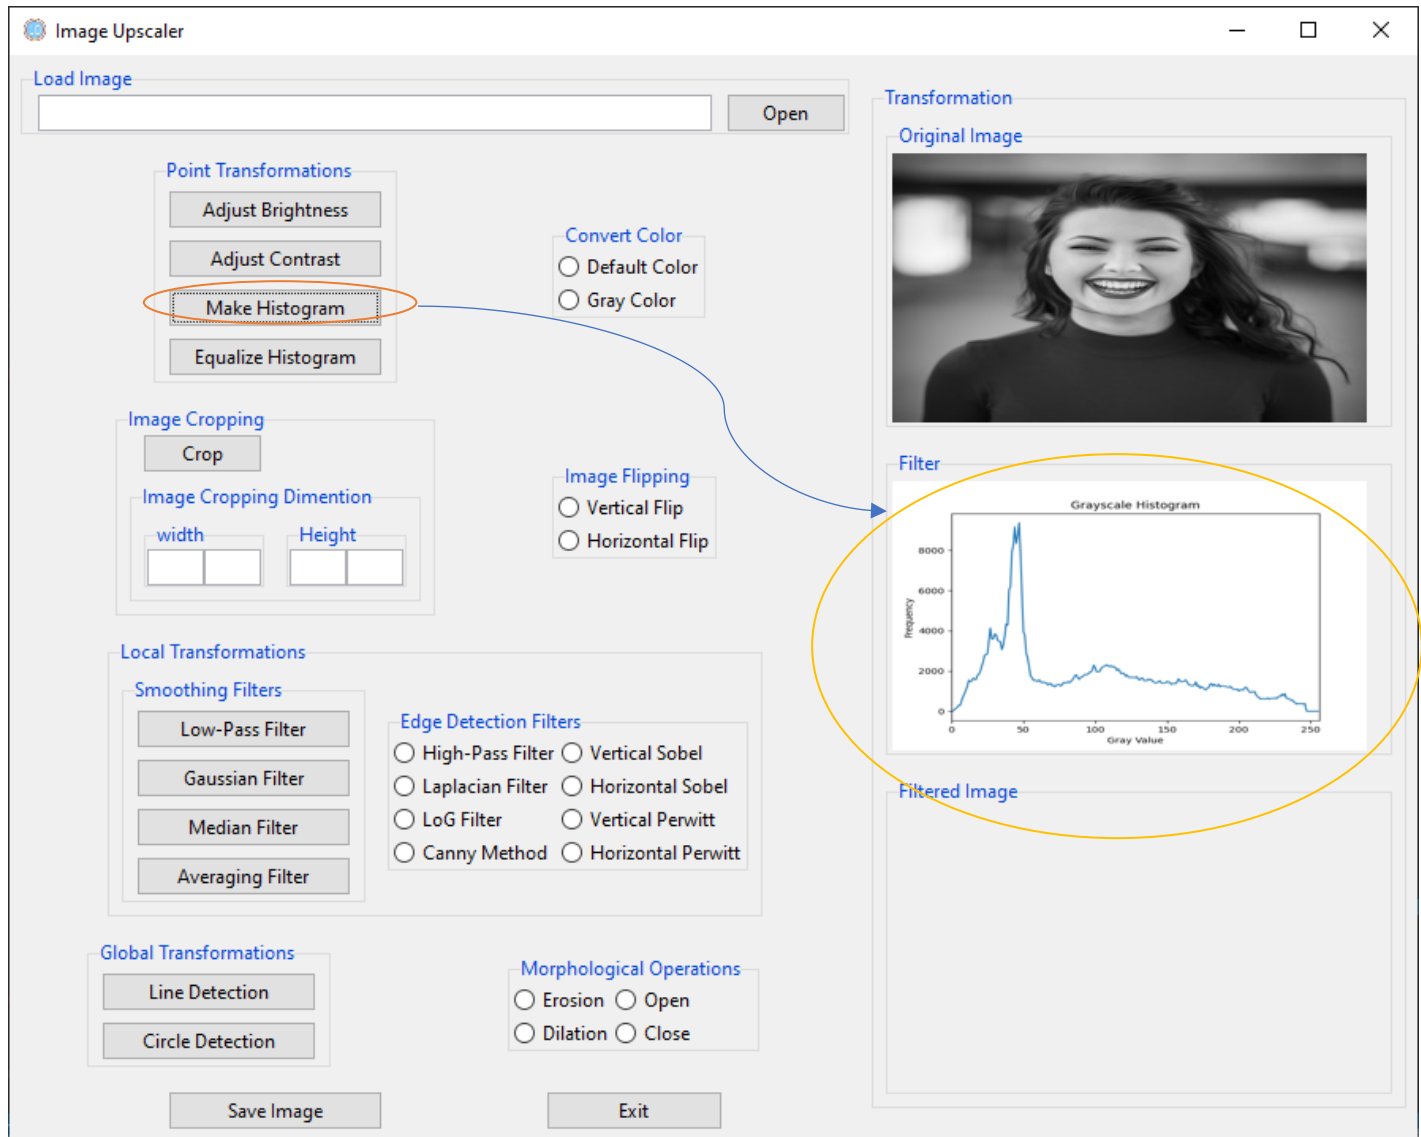 Image Upscaler
Load Image
Open
Point Transformations
Adjust Brightness
Adjust Contrast
Make Histogram
Equalize Histogram
Convert Color
Default Color
Gray Color
Image Cropping
Crop
Image Cropping Dimention
width
Height
Image Flipping
Vertical Flip
Horizontal Flip
Local Transformations
Smoothing Filters
Low-Pass Filter
Gaussian Filter
Median Filter
Averaging Filter
Edge Detection Filters
High-Pass Filter
Vertical Sobel
Laplacian Filter
Horizontal Sobel
LoG Filter
Vertical Perwitt
Canny Method
Horizontal Perwitt
Global Transformations
Line Detection
Circle Detection
Morphological Operations
Erosion
Open
Dilation
Close
Save Image
Exit
Transformation
Original Image
Filter
Grayscale Histogram
8000
6000
4000
2000
0
Frequency
0
50
100
150
200
250
Gray Value
Filtered Image